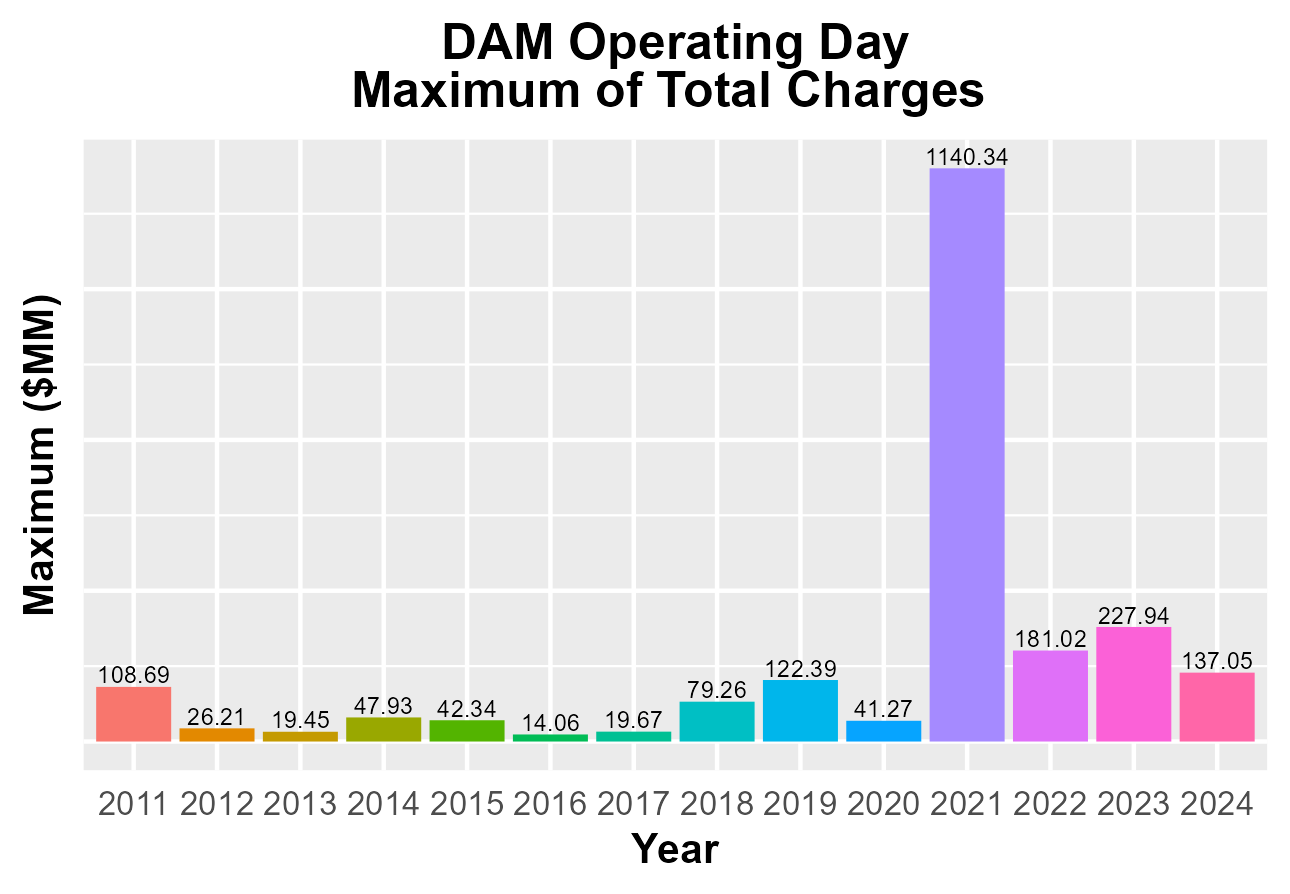 DAM Operating Day
Maximum of Total Charges
Maximum ($MM)
108.69
26.21
19.45
47.93
42.34
14.06
19.67
79.26
122.39
41.27
1140.34
181.02
227.94
137.05
2011 2012 2013 2014 2015 2016 2017 2018 2019 2020 2021 2022 2023 2024
Year